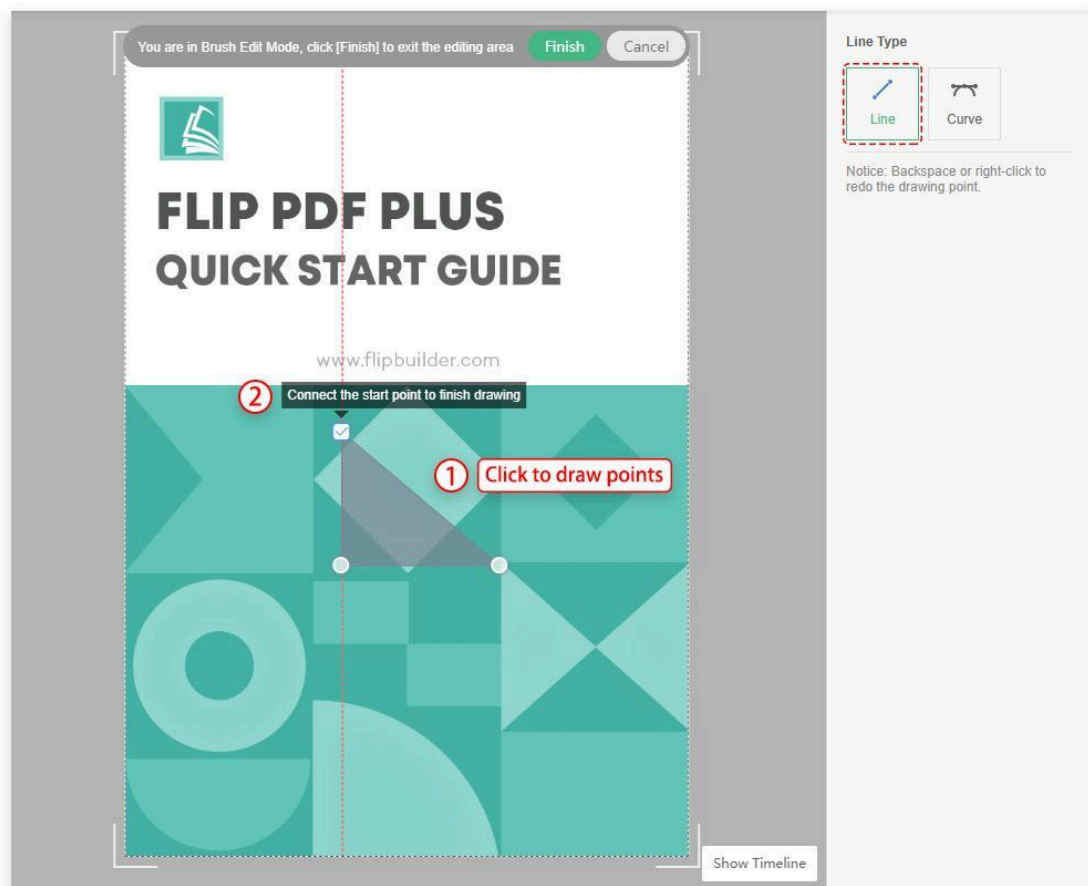 You are in Brush Edit Mode, click [Finish] to exit the editing area
Finish
Cancel
FLIP PDF PLUS
QUICK START GUIDE
www.flipbuilder.com
2
Connect the start point to finish drawing
1
Click to draw points
Show Timeline
Line Type
Line
Curve
Notice: Backspace or right-click to
redo the drawing point.